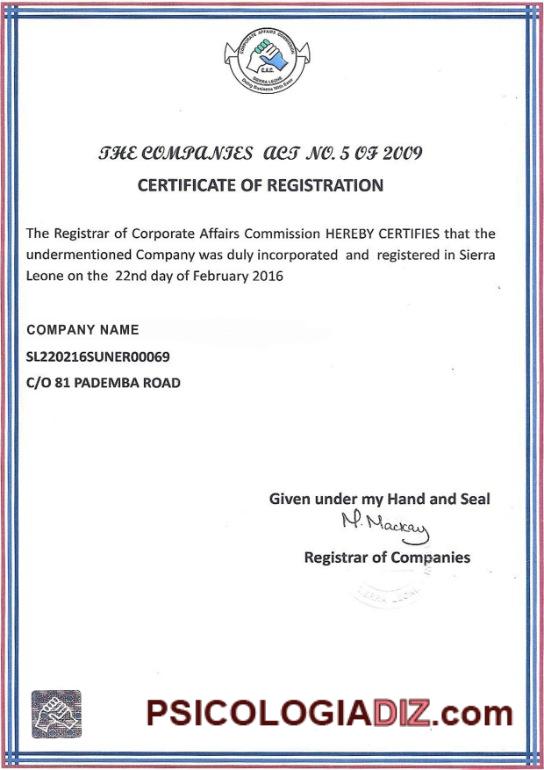 CORPORATE AFFAIRS COMMISSION
C.A.C.
SIERRA LEONE
Doing Business With Ease
THE COMPANIES ACT NO. 5 OF 2009
CERTIFICATE OF REGISTRATION
The Registrar of Corporate Affairs Commission HEREBY CERTIFIES that the
undermentioned Company was duly incorporated and registered in Sierra
Leone on the 22nd day of February 2016
COMPANY NAME
SL220216SUNER00069
C/O 81 PADEMBA ROAD
Given under my Hand and Seal
M. Mackay
Registrar of Companies
SIERRA LEONE
PSICOLOGIADIZ.com